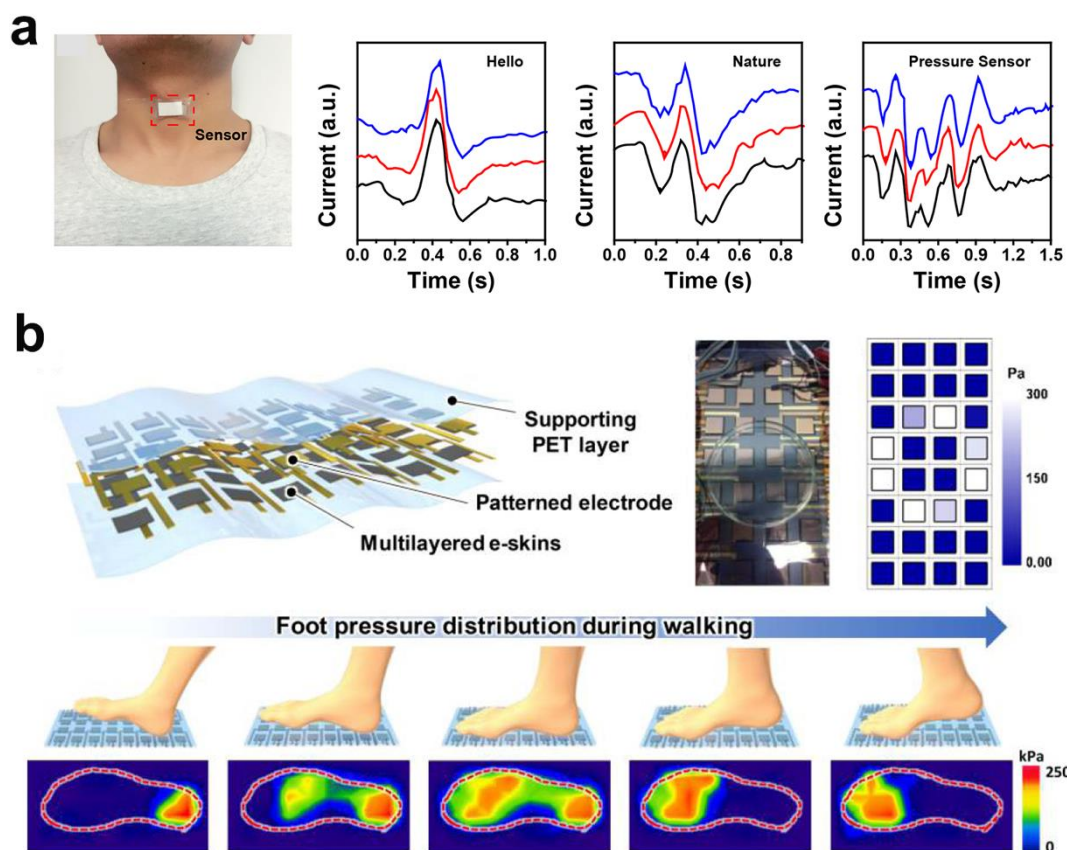 a
Sensor
Hello
Current (a.u.)
0.0 0.2 0.4 0.6 0.8 1.0
Time (s)
Nature
Current (a.u.)
0.0 0.2 0.4 0.6 0.8
Time (s)
Pressure Sensor
Current (a.u.)
0.0 0.3 0.6 0.9 1.2 1.5
Time (s)
b
Supporting
PET layer
Patterned electrode
Multilayered e-skins
Pa
300
150
0.00
Foot pressure distribution during walking
kPa
250
0